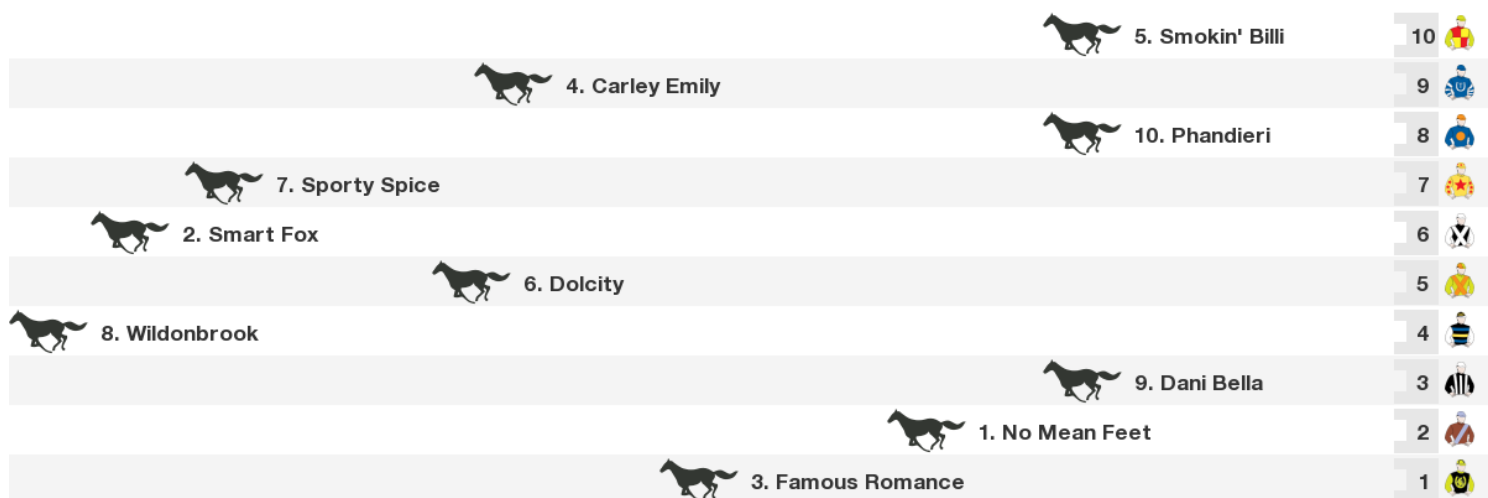 5. Smokin' Billi 10
4. Carley Emily 9
10. Phandieri 8
7. Sporty Spice 7
2. Smart Fox 6
6. Dolcity 5
8. Wildonbrook 4
9. Dani Bella 3
1. No Mean Feet 2
3. Famous Romance 1